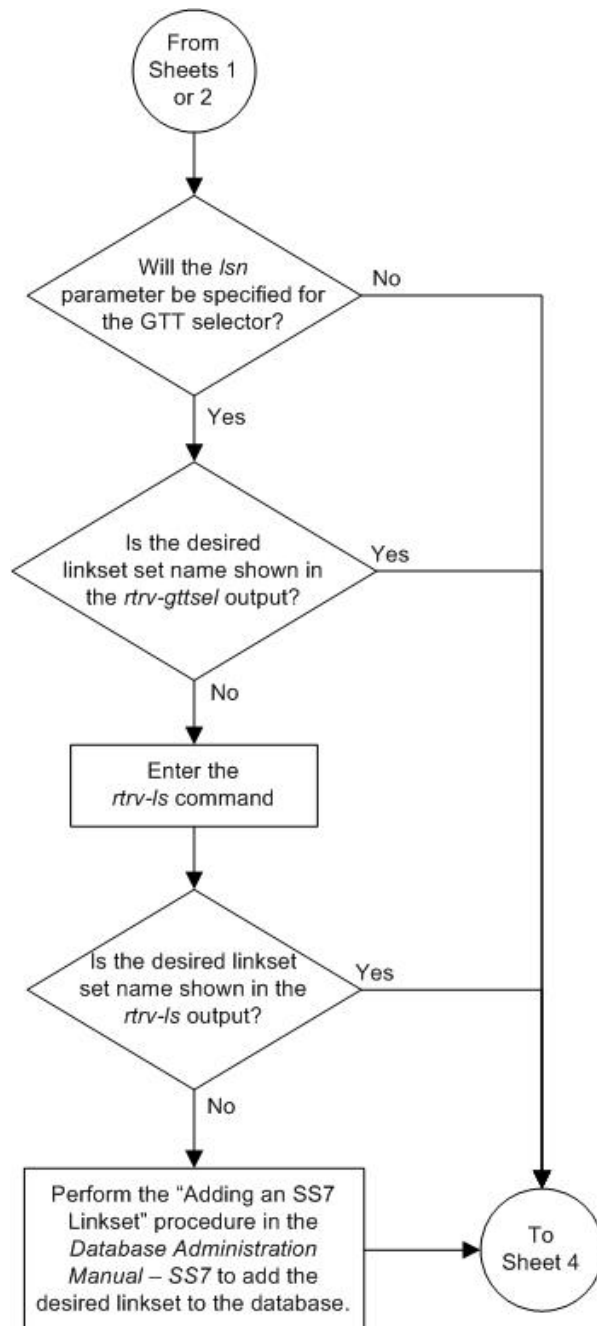 From
Sheets 1
or 2
Will the lsn
parameter be specified for
the GTT selector?
No
Yes
Is the desired
linkset set name shown in
the rtrv-gttsel output?
Yes
No
Enter the
rtrv-ls command
Is the desired linkset
set name shown in the
rtrv-ls output?
Yes
No
Perform the “Adding an SS7
Linkset” procedure in the
Database Administration
Manual – SS7 to add the
desired linkset to the database.
To
Sheet 4